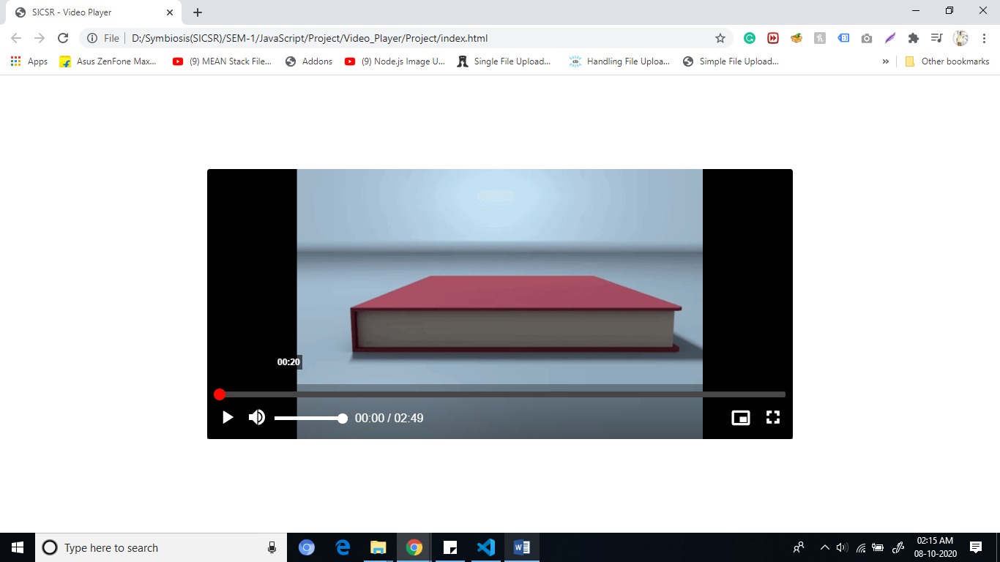 SICSR - Video Player
File D:/Symbiosis(SICSR)/SEM-1/JavaScript/Project/Video_Player/Project/index.html
Apps Asus ZenFone Max... (9) MEAN Stack File... Addons (9) Node.js Image U... Single File Upload... Handling File Uploa... Simple File Upload... » Other bookmarks
00:20
00:00 / 02:49
Type here to search
02:15 AM
08-10-2020